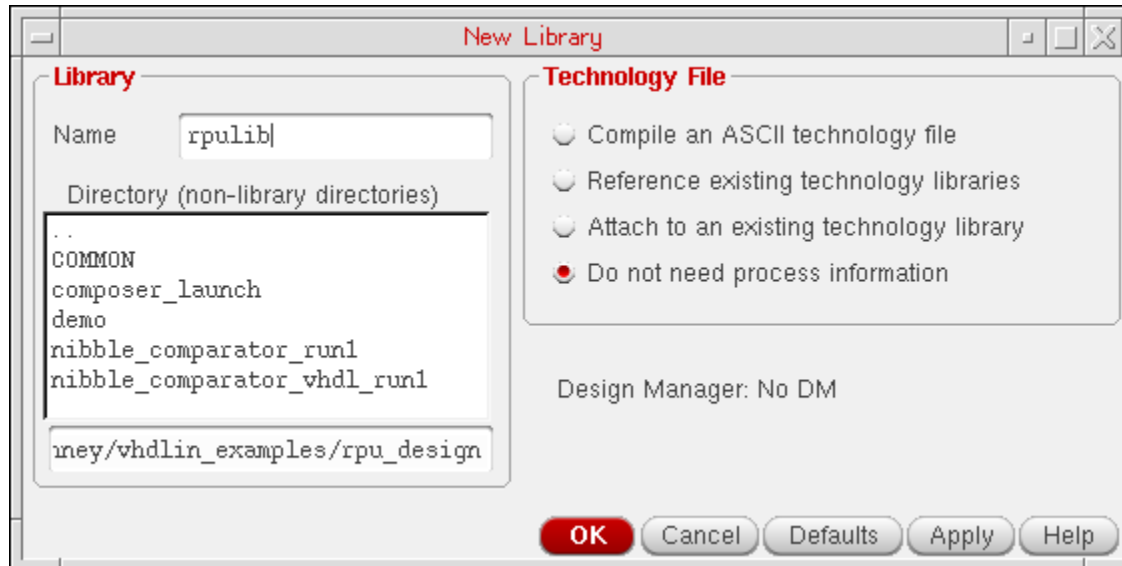 New Library
Library
Name rpulib
Directory (non-library directories)
..
COMMON
composer_launch
demo
nibble_comparator_run1
nibble_comparator_vhdl_run1
ney/vhdlin_examples/rpu_design
Technology File
Compile an ASCII technology file
Reference existing technology libraries
Attach to an existing technology library
Do not need process information
Design Manager: No DM
OK Cancel Defaults Apply Help